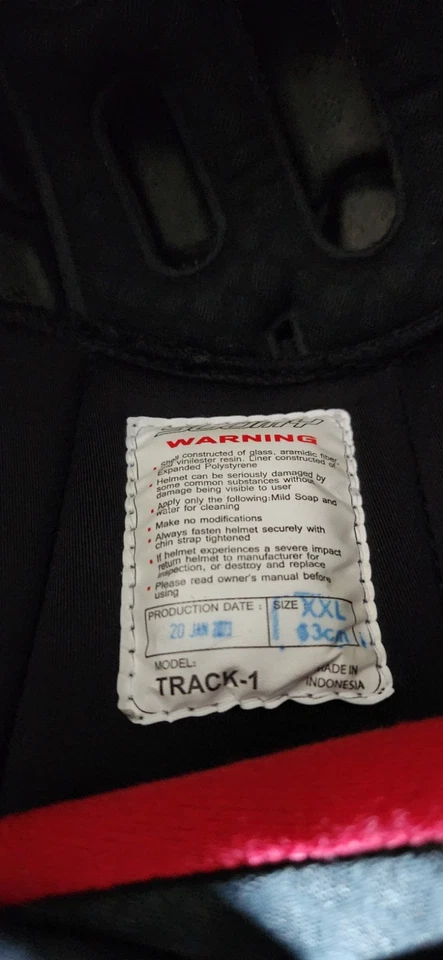 WARNING
• Shell constructed of glass, aramidic fiber,
vinilester resin. Liner constructed of
Expanded Polystyrene
• Helmet can be seriously damaged by
some common substances without
damage being visible to user
• Apply only the following:Mild Soap and
water for cleaning
• Make no modifications
• Always fasten helmet securely with
chin strap tightened
• If helmet experiences a severe impact
return helmet to manufacturer for
inspection, or destroy and replace
• Please read owner's manual before
using
PRODUCTION DATE : SIZE XXL
20 JAN 63cm
MODEL: MADE IN
TRACK-1 INDONESIA